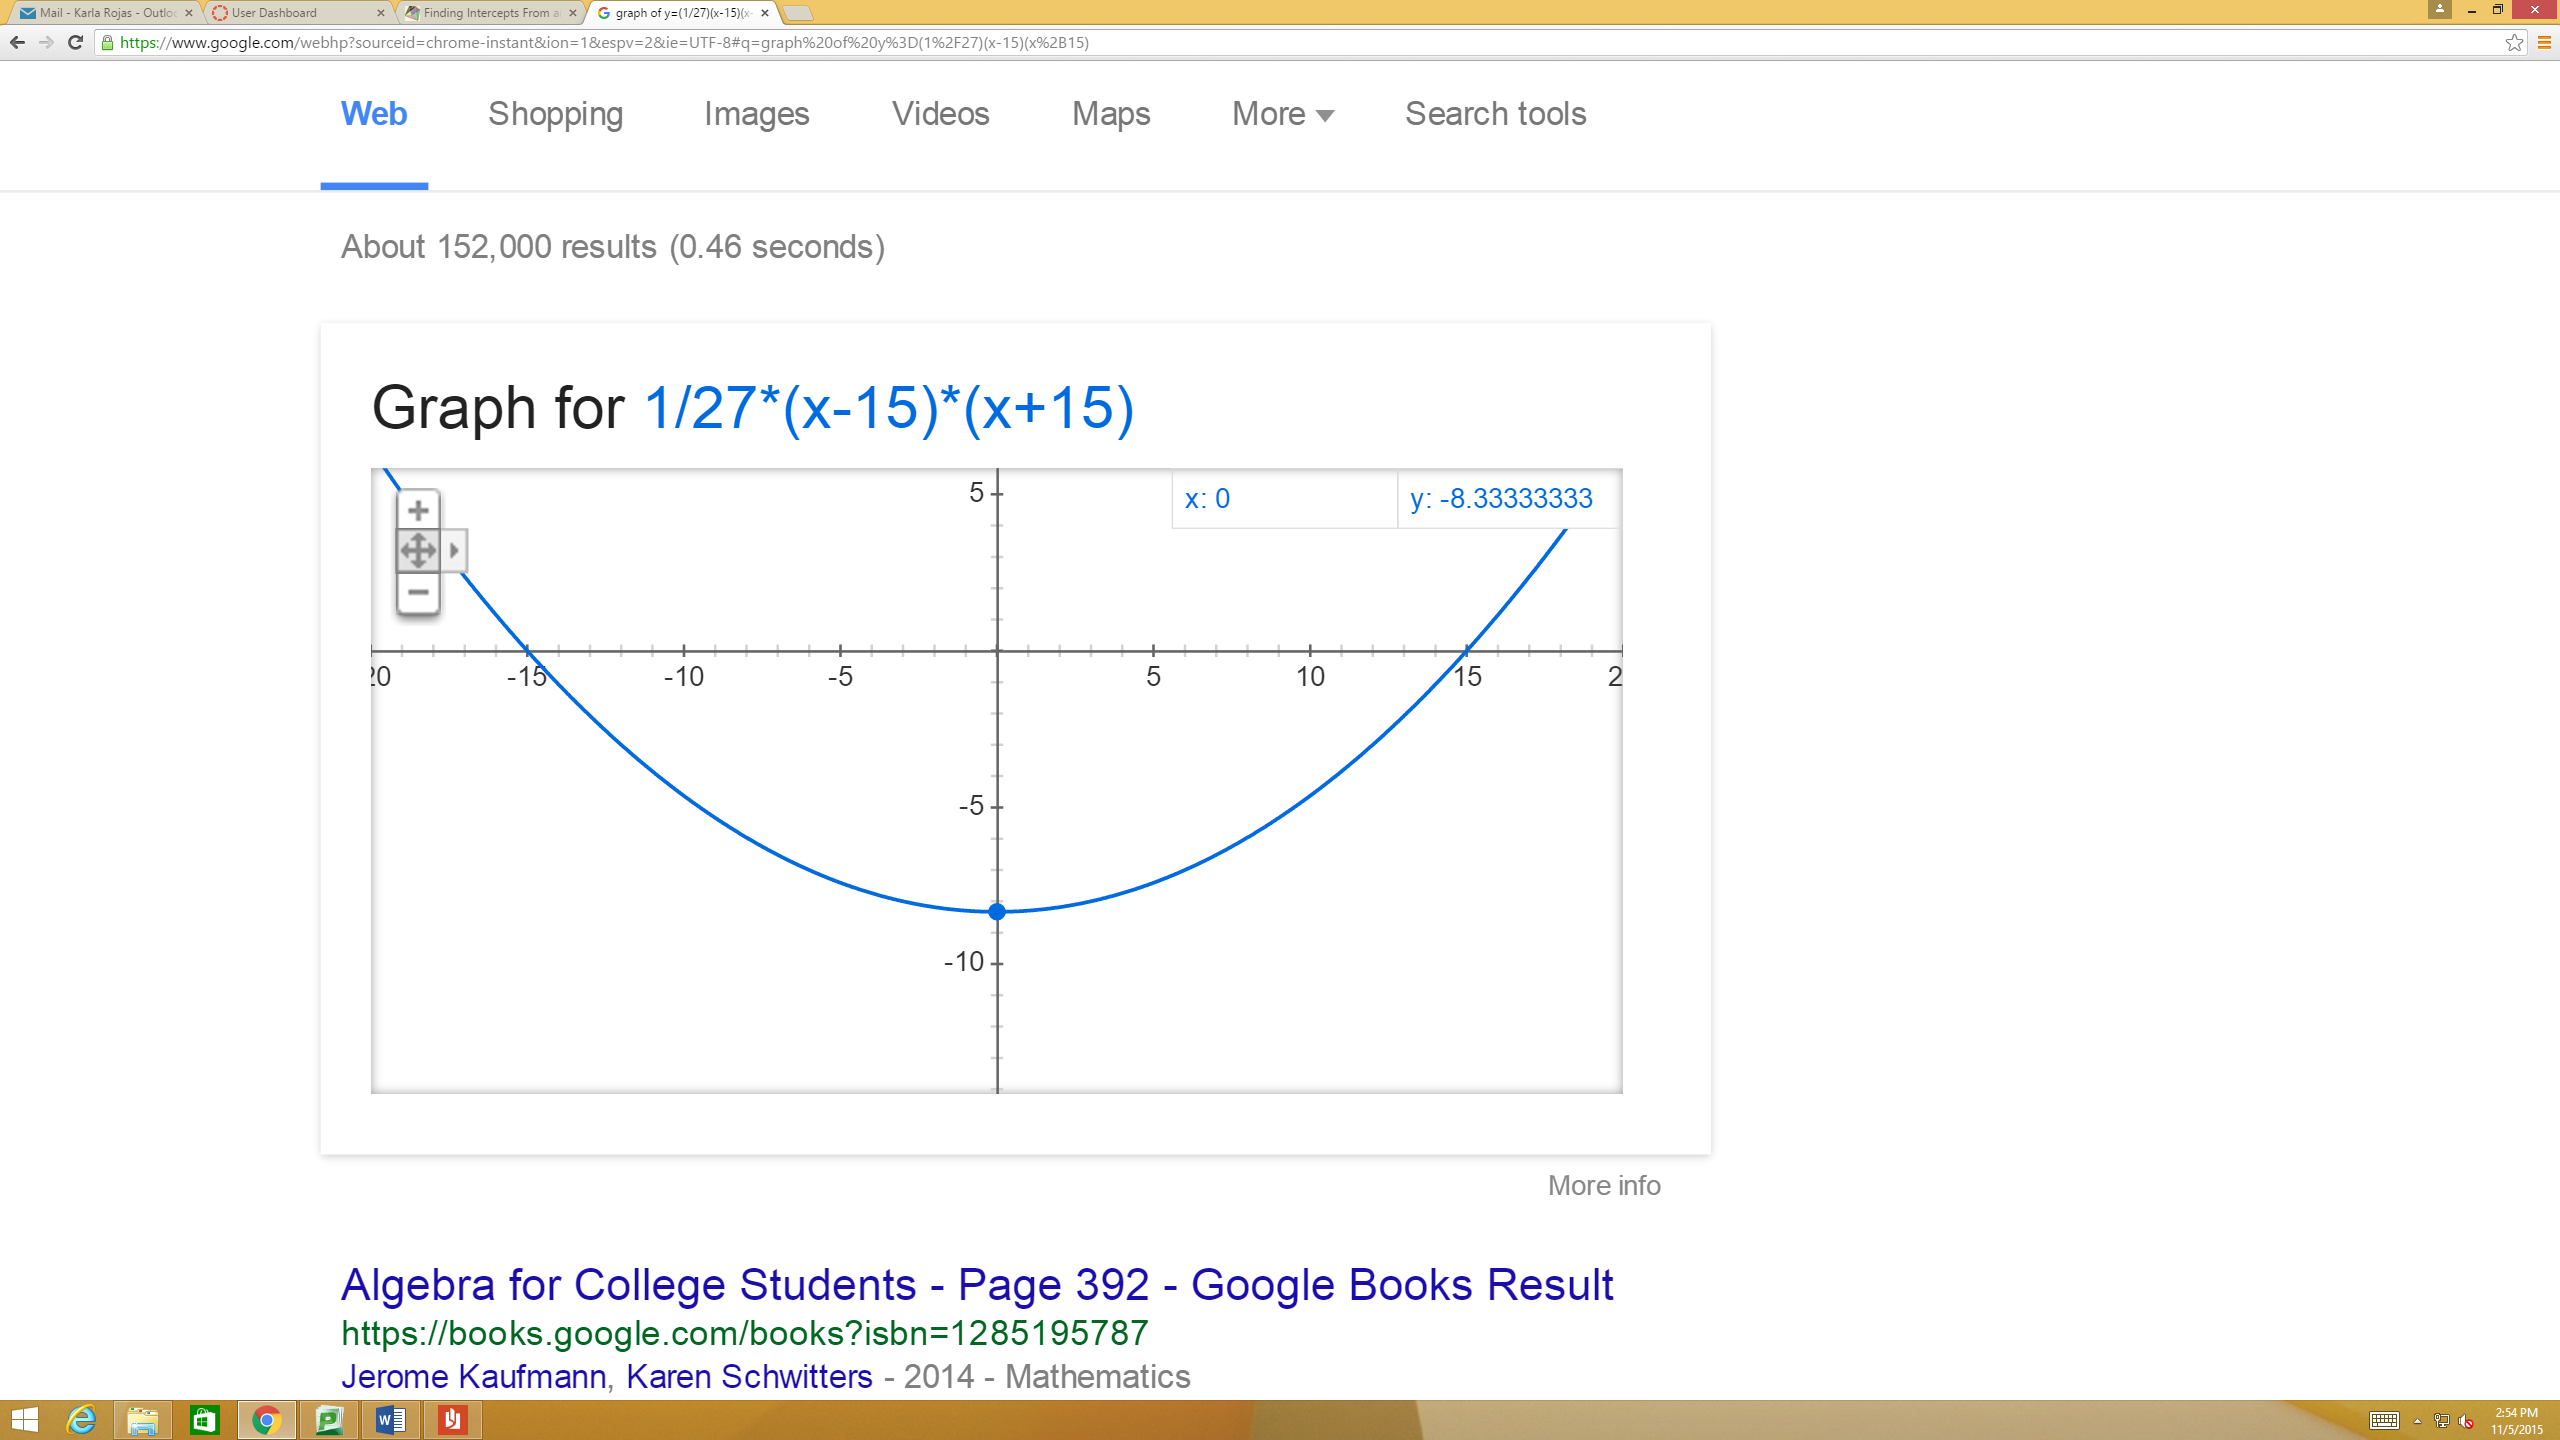 Mail - Karla Rojas - Outloo
User Dashboard
Finding Intercepts From a
graph of y=(1/27)(x-15)(x-
https://www.google.com/webhp?sourceid=chrome-instant&ion=1&espv=2&ie=UTF-8#q=graph%20of%20y%3D(1%2F27)(x-15)(x%2B15)
Web Shopping Images Videos Maps More Search tools
About 152,000 results (0.46 seconds)
Graph for 1/27*(x-15)*(x+15)
5
x: 0 y: -8.33333333
20 -15 -10 -5 5 10 15 2
-5
-10
More info
Algebra for College Students - Page 392 - Google Books Result
https://books.google.com/books?isbn=1285195787
Jerome Kaufmann, Karen Schwitters - 2014 - Mathematics
2:54 PM
11/5/2015